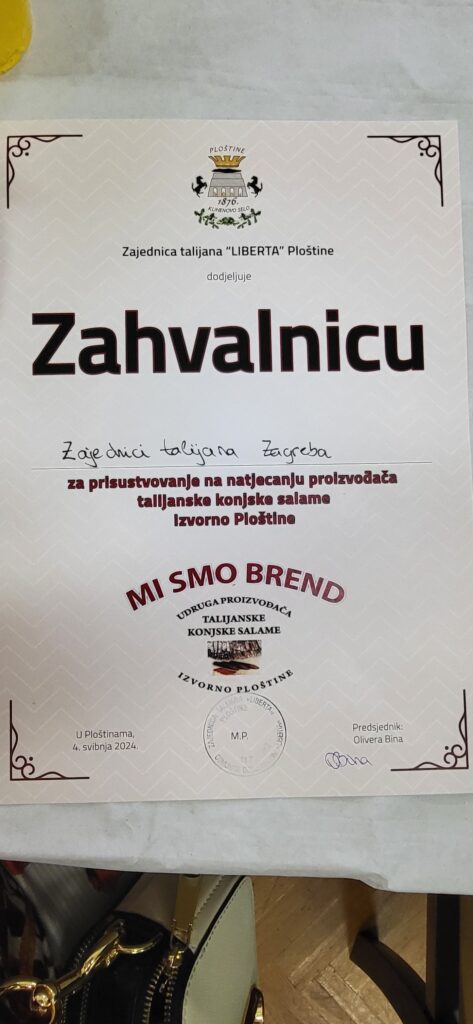 PLOŠTINE
1876.
Zajednica talijana "LIBERTA" Ploštine
dodjeljuje
Zahvalnicu
Zajednici talijana Zagreba
za prisustvovanje na natjecanju proizvođača
talijanske konjske salame
Izvorno Ploštine
MI SMO BREND
UDRUGA PROIZVOĐAČA
TALIJANSKE
KONJSKE SALAME
IZVORNO PLOŠTINE
M.P.
U Ploštinama,
4. svibnja 2024.
Predsjednik:
Olivera Bina